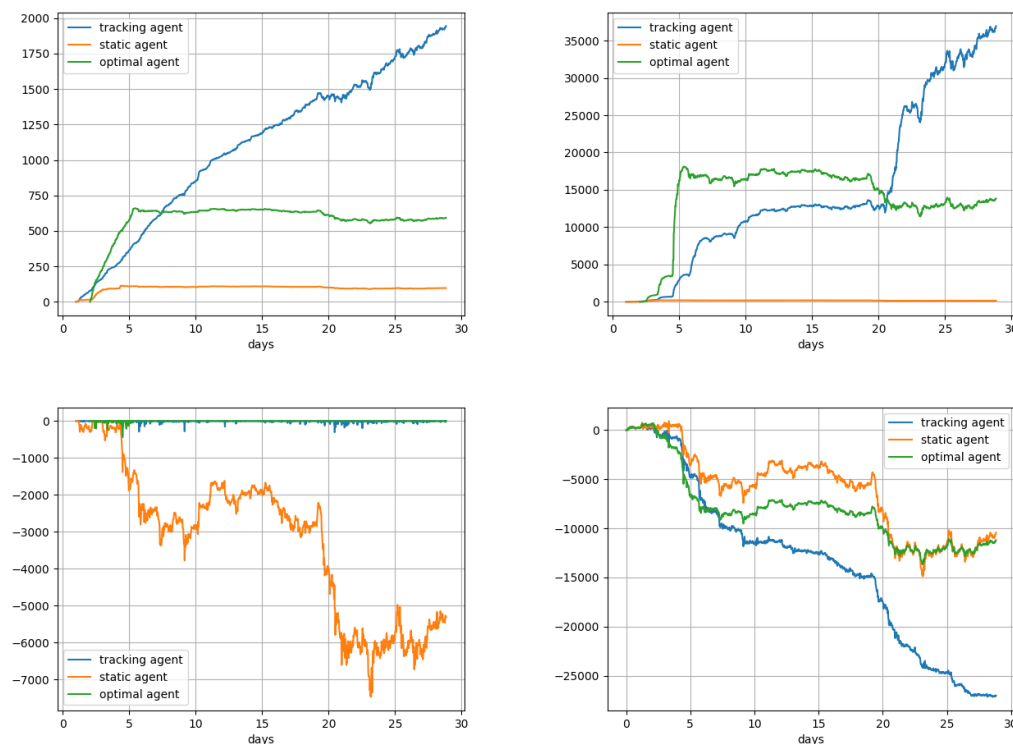 2000
1750
1500
1250
1000
750
500
250
0
tracking agent
static agent
optimal agent
0 5 10 15 20 25 30
days
35000
30000
25000
20000
15000
10000
5000
0
tracking agent
static agent
optimal agent
0 5 10 15 20 25 30
days
0
−1000
−2000
−3000
−4000
−5000
−6000
−7000
tracking agent
static agent
optimal agent
0 5 10 15 20 25 30
days
0
−5000
−10000
−15000
−20000
−25000
tracking agent
static agent
optimal agent
0 5 10 15 20 25 30
days